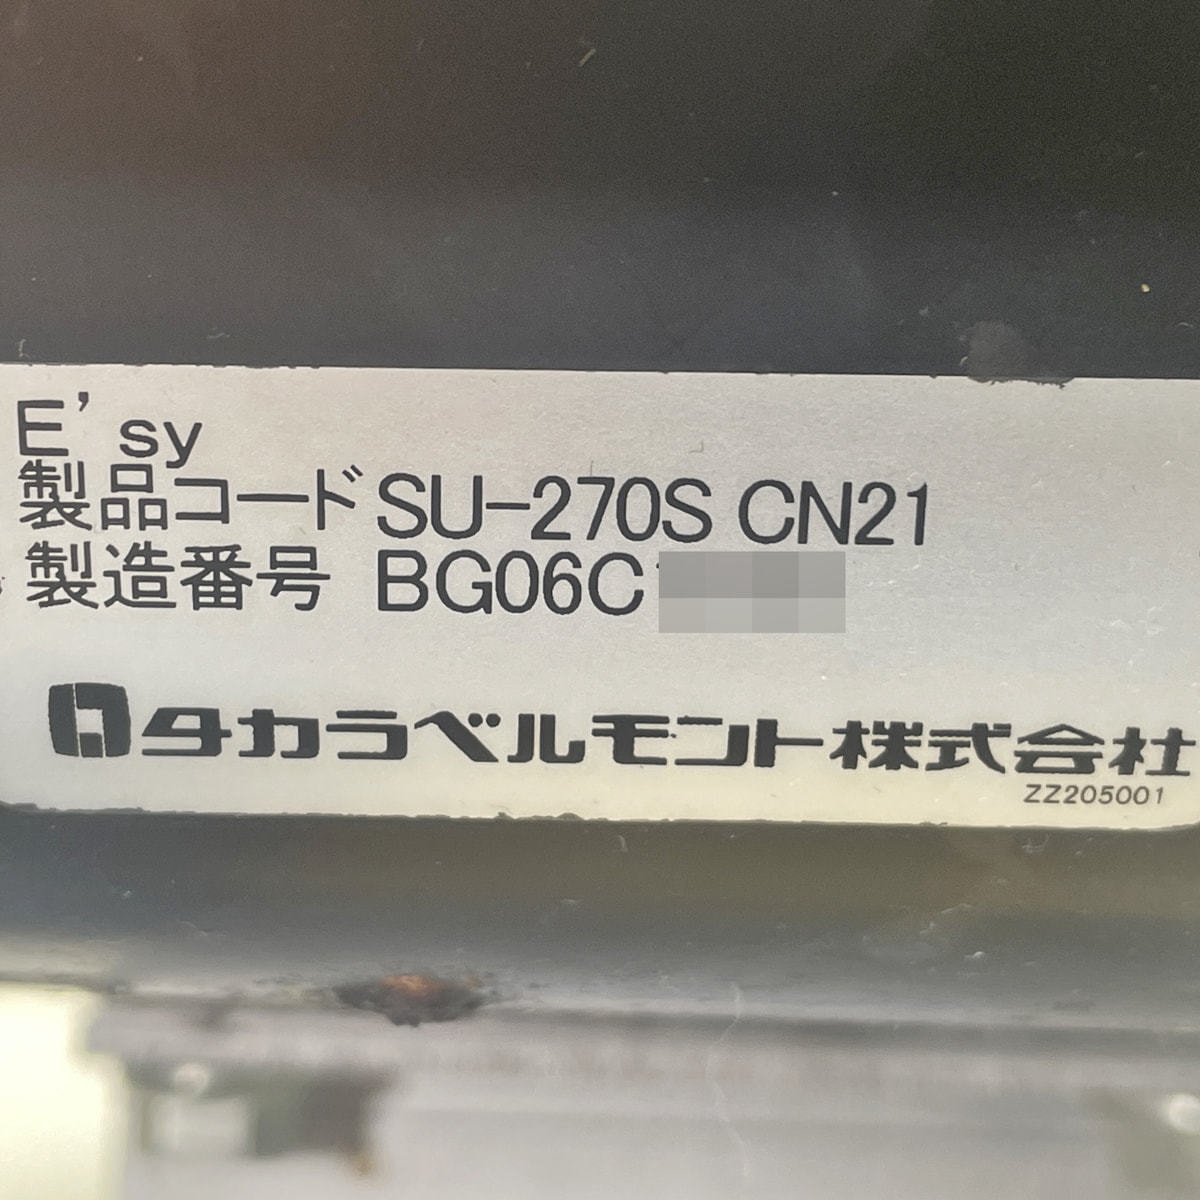 E'sy
製品コード SU-270S CN21
製造番号 BG06C
タカラベルモント株式会社
ZZ205001